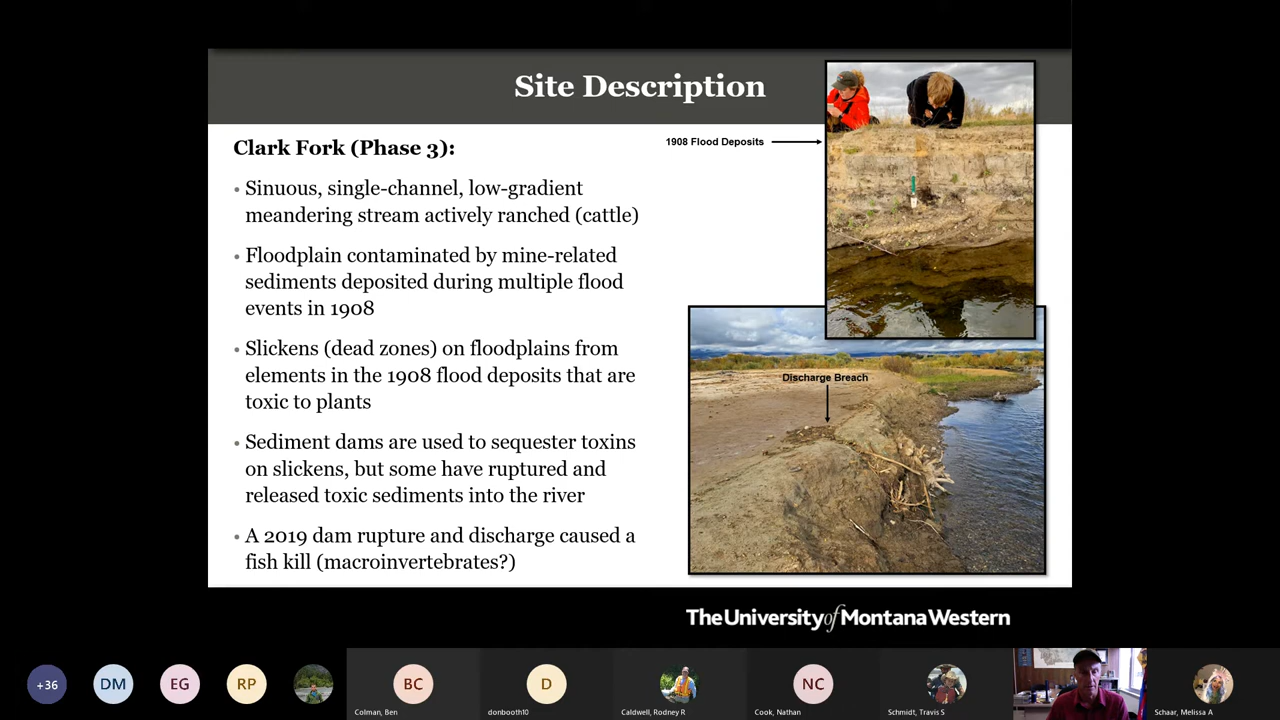 Site Description
Clark Fork (Phase 3):
• Sinuous, single-channel, low-gradient
meandering stream actively ranched (cattle)
• Floodplain contaminated by mine-related
sediments deposited during multiple flood
events in 1908
• Slickens (dead zones) on floodplains from
elements in the 1908 flood deposits that are
toxic to plants
• Sediment dams are used to sequester toxins
on slickens, but some have ruptured and
released toxic sediments into the river
• A 2019 dam rupture and discharge caused a
fish kill (macroinvertebrates?)
1908 Flood Deposits
Discharge Breach
The University of Montana Western
+36
DM
EG
RP
BC
Colman, Ben
D
donbooth10
Caldwell, Rodney R
NC
Cook, Nathan
Schmidt, Travis S
Schaar, Melissa A